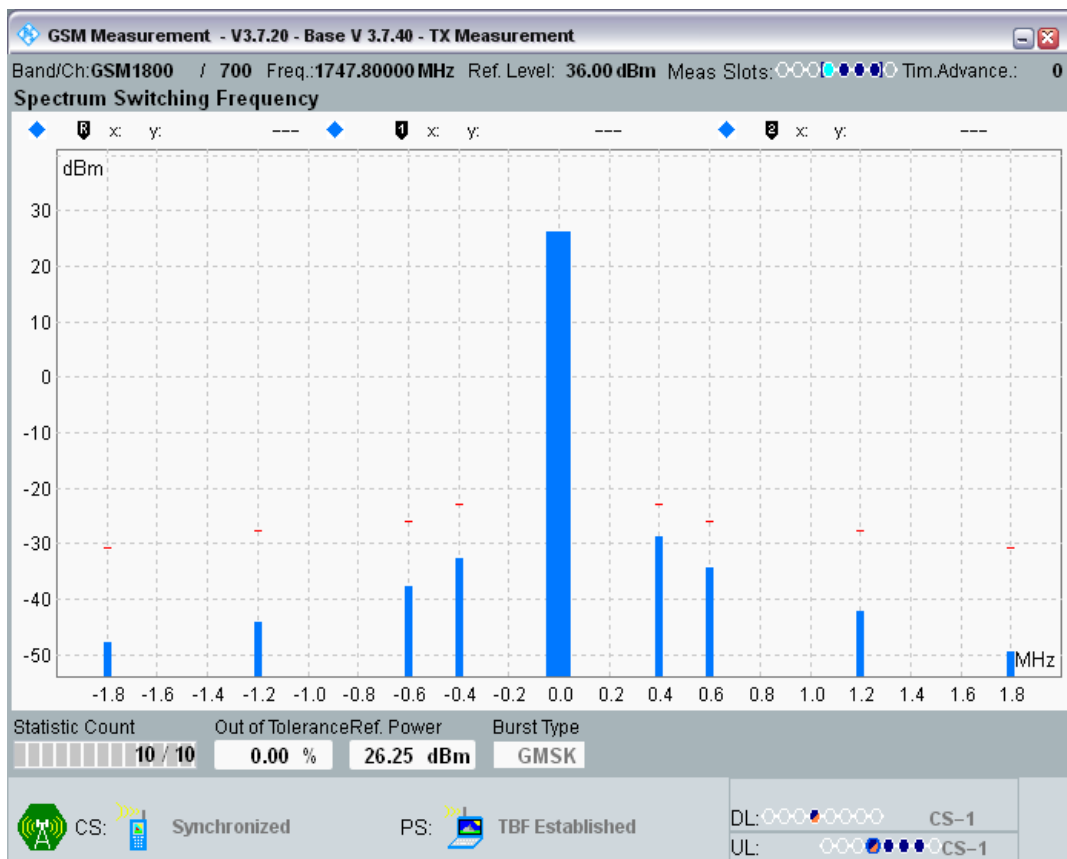 GSM Measurement - V3.7.20 - Base V 3.7.40 - TX Measurement
Band/Ch:GSM1800 / 700 Freq.:1747.80000 MHz Ref. Level: 36.00 dBm Meas Slots: Tim.Advance.: 0
Spectrum Switching Frequency
R x: y: --- 1 x: y: --- 2 x: y: ---
dBm
30
20
10
0
-10
-20
-30
-40
-50
MHz
-1.8 -1.6 -1.4 -1.2 -1.0 -0.8 -0.6 -0.4 -0.2 0.0 0.2 0.4 0.6 0.8 1.0 1.2 1.4 1.6 1.8
Statistic Count Out of Tolerance Ref. Power Burst Type
10 / 10 0.00 % 26.25 dBm GMSK
CS: Synchronized PS: TBF Established
DL: CS-1
UL: CS-1